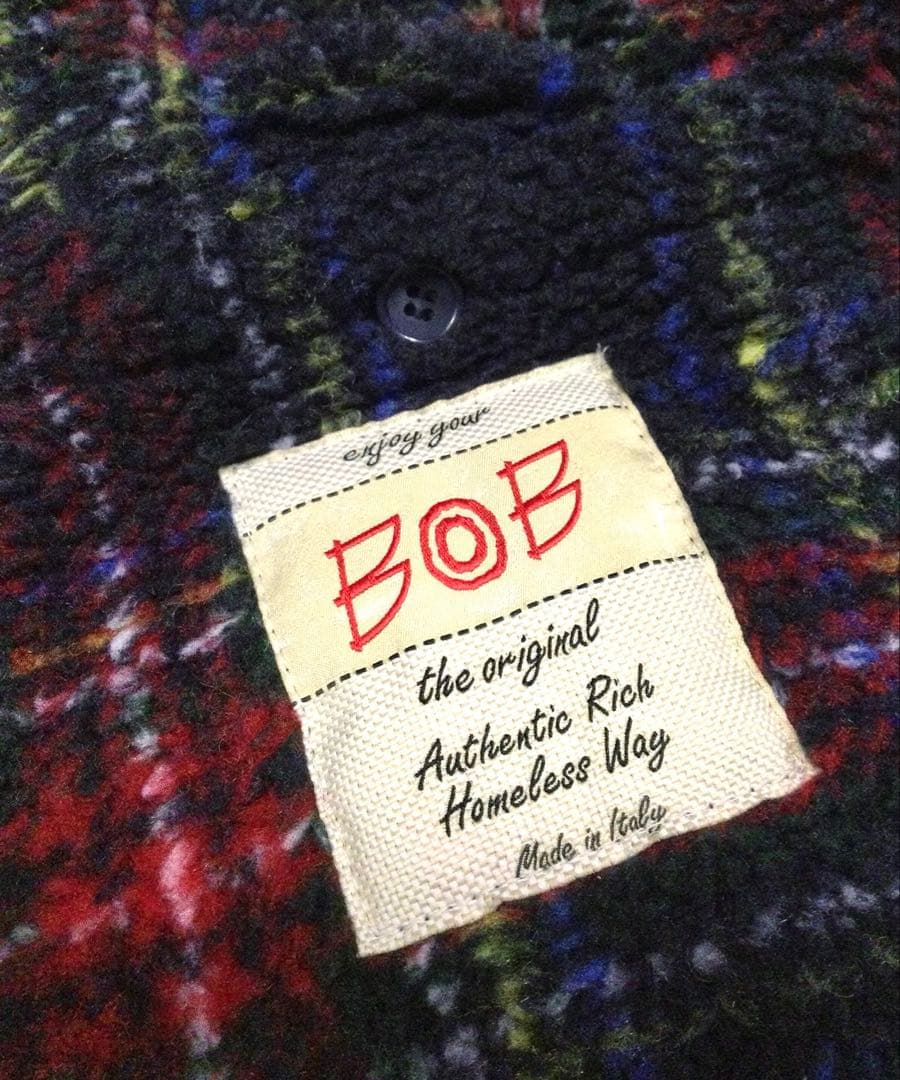 enjoy your
BOB
the original
Authentic Rich
Homeless Way
Made in Italy